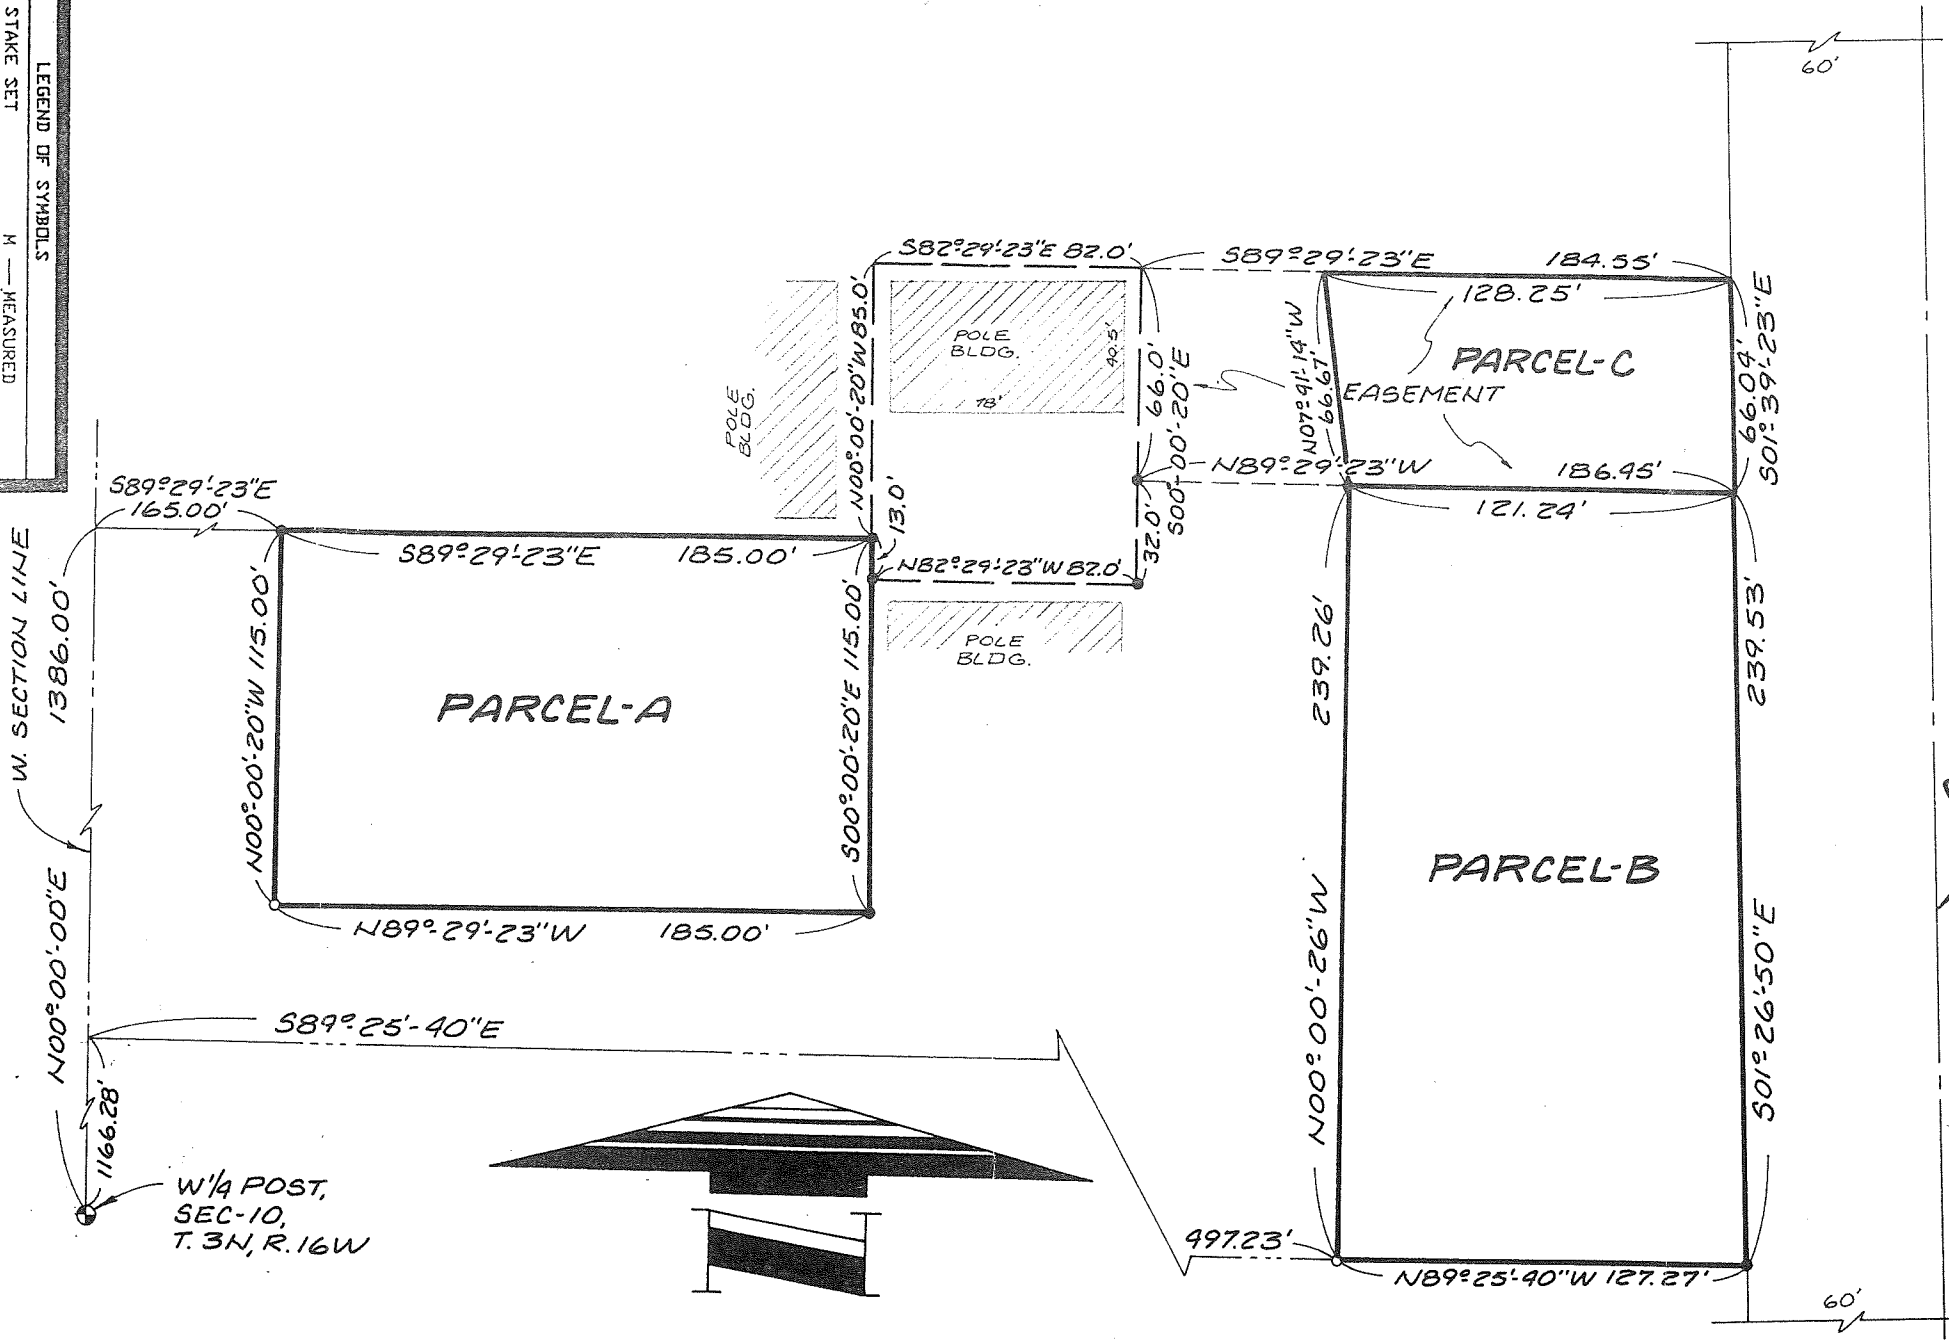 LEGEND OF SYMBOLS
STAKE SET
M — MEASURED
60'
S82°-29'-23"E 82.0'
S89°-29'-23"E
184.55'
128.25'
N00°-00'-20"W 85.0'
POLE
BLDG.
40.5'
78'
POLE
BLDG.
66.0'
S00°-00'-20"E
N07°-41'-14"W
66.67'
PARCEL-C
EASEMENT
66.04'
S01°-39'-23"E
N89°-29'-23"W
186.45'
121.24'
S89°-29'-23"E
165.00'
13.0'
32.0'
S89°-29'-23"E 185.00'
N82°-29'-23"W 82.0'
POLE
BLDG.
W. SECTION LINE
1386.00'
N00°-00'-20"W 115.00'
PARCEL-A
S00°-00'-20"E 115.00'
239.26'
239.53'
PARCEL-B
N89°-29'-23"W 185.00'
N00°-00'-00"E
S89°-25'-40"E
N00°-00'-26"W
S01°-26'-50"E
1166.28'
W'/4 POST,
SEC-10,
T. 3N, R. 16W
497.23'
N89°-25'-40"W 127.27'
60'